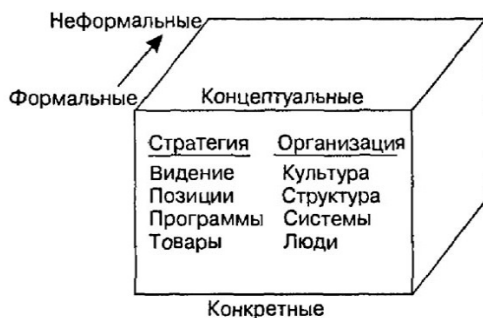 Неформальные
Формальные
Концептуальные
Стратегия Организация
Видение Культура
Позиции Структура
Программы Системы
Товары Люди
Конкретные